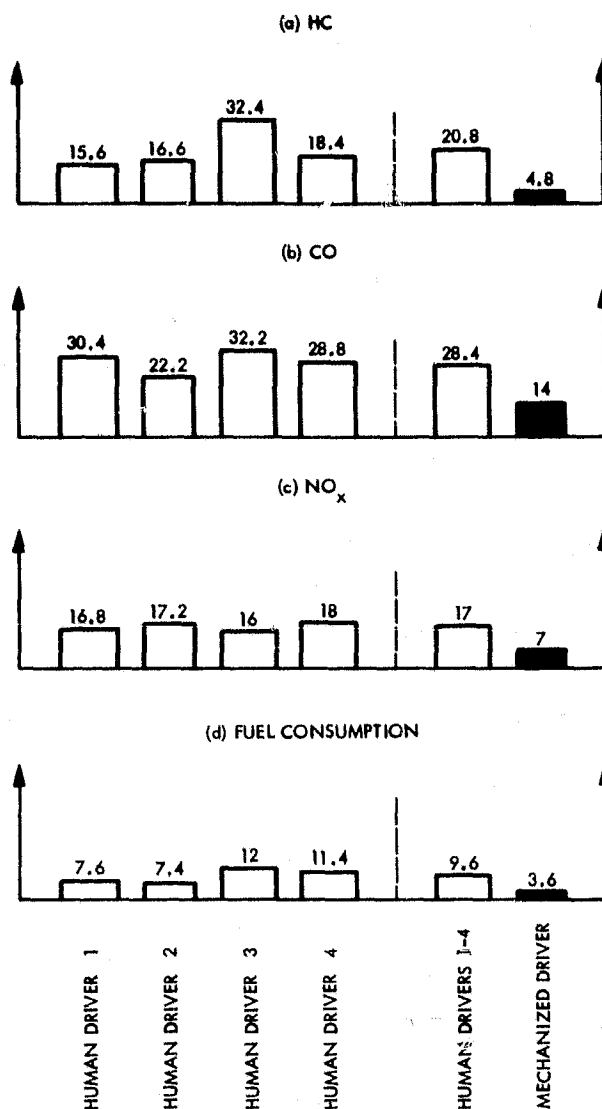 (a) HC
15.6
16.6
32.4
18.4
20.8
4.8
(b) CO
30.4
22.2
32.2
28.8
28.4
14
(c) NOx
16.8
17.2
16
18
17
7
(d) FUEL CONSUMPTION
7.6
7.4
12
11.4
9.6
3.6
HUMAN DRIVER 1
HUMAN DRIVER 2
HUMAN DRIVER 3
HUMAN DRIVER 4
HUMAN DRIVERS 1-4
MECHANIZED DRIVER